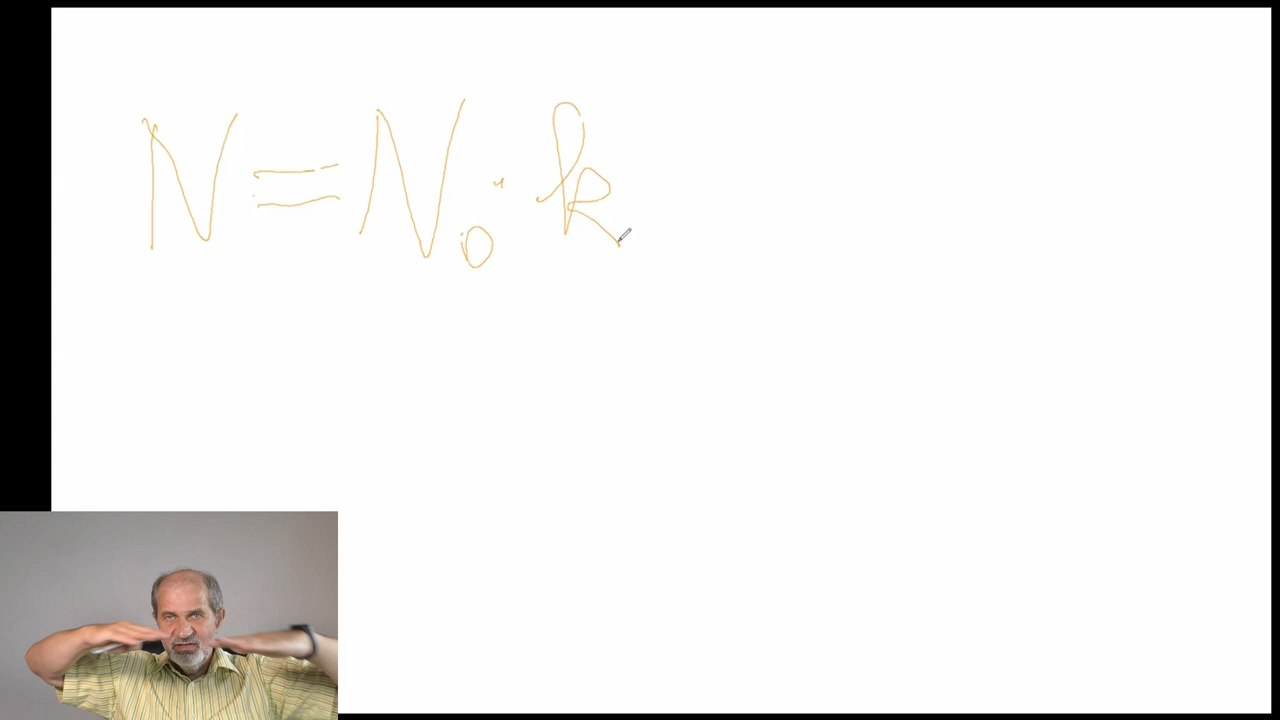 N = N₀ · k